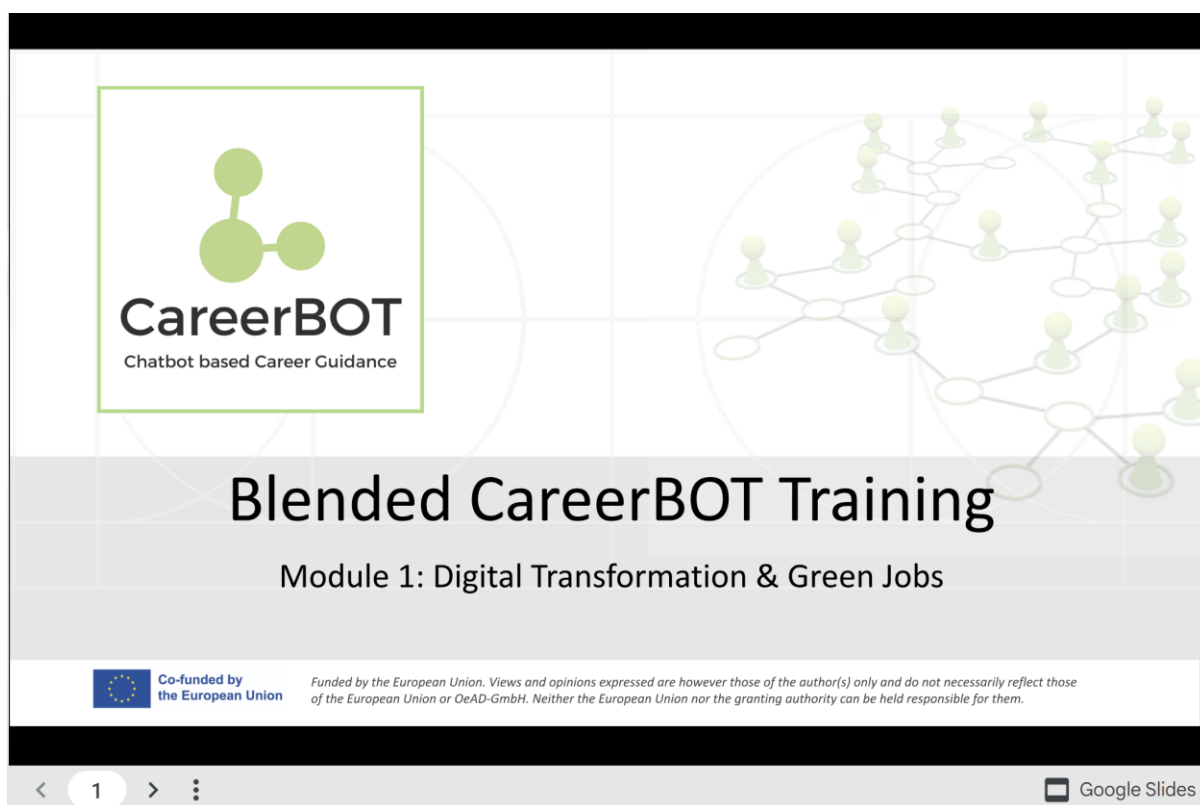 CareerBOT
Chatbot based Career Guidance
Blended CareerBOT Training
Module 1: Digital Transformation & Green Jobs
Co-funded by
the European Union
Funded by the European Union. Views and opinions expressed are however those of the author(s) only and do not necessarily reflect those
of the European Union or OeAD-GmbH. Neither the European Union nor the granting authority can be held responsible for them.
1
Google Slides